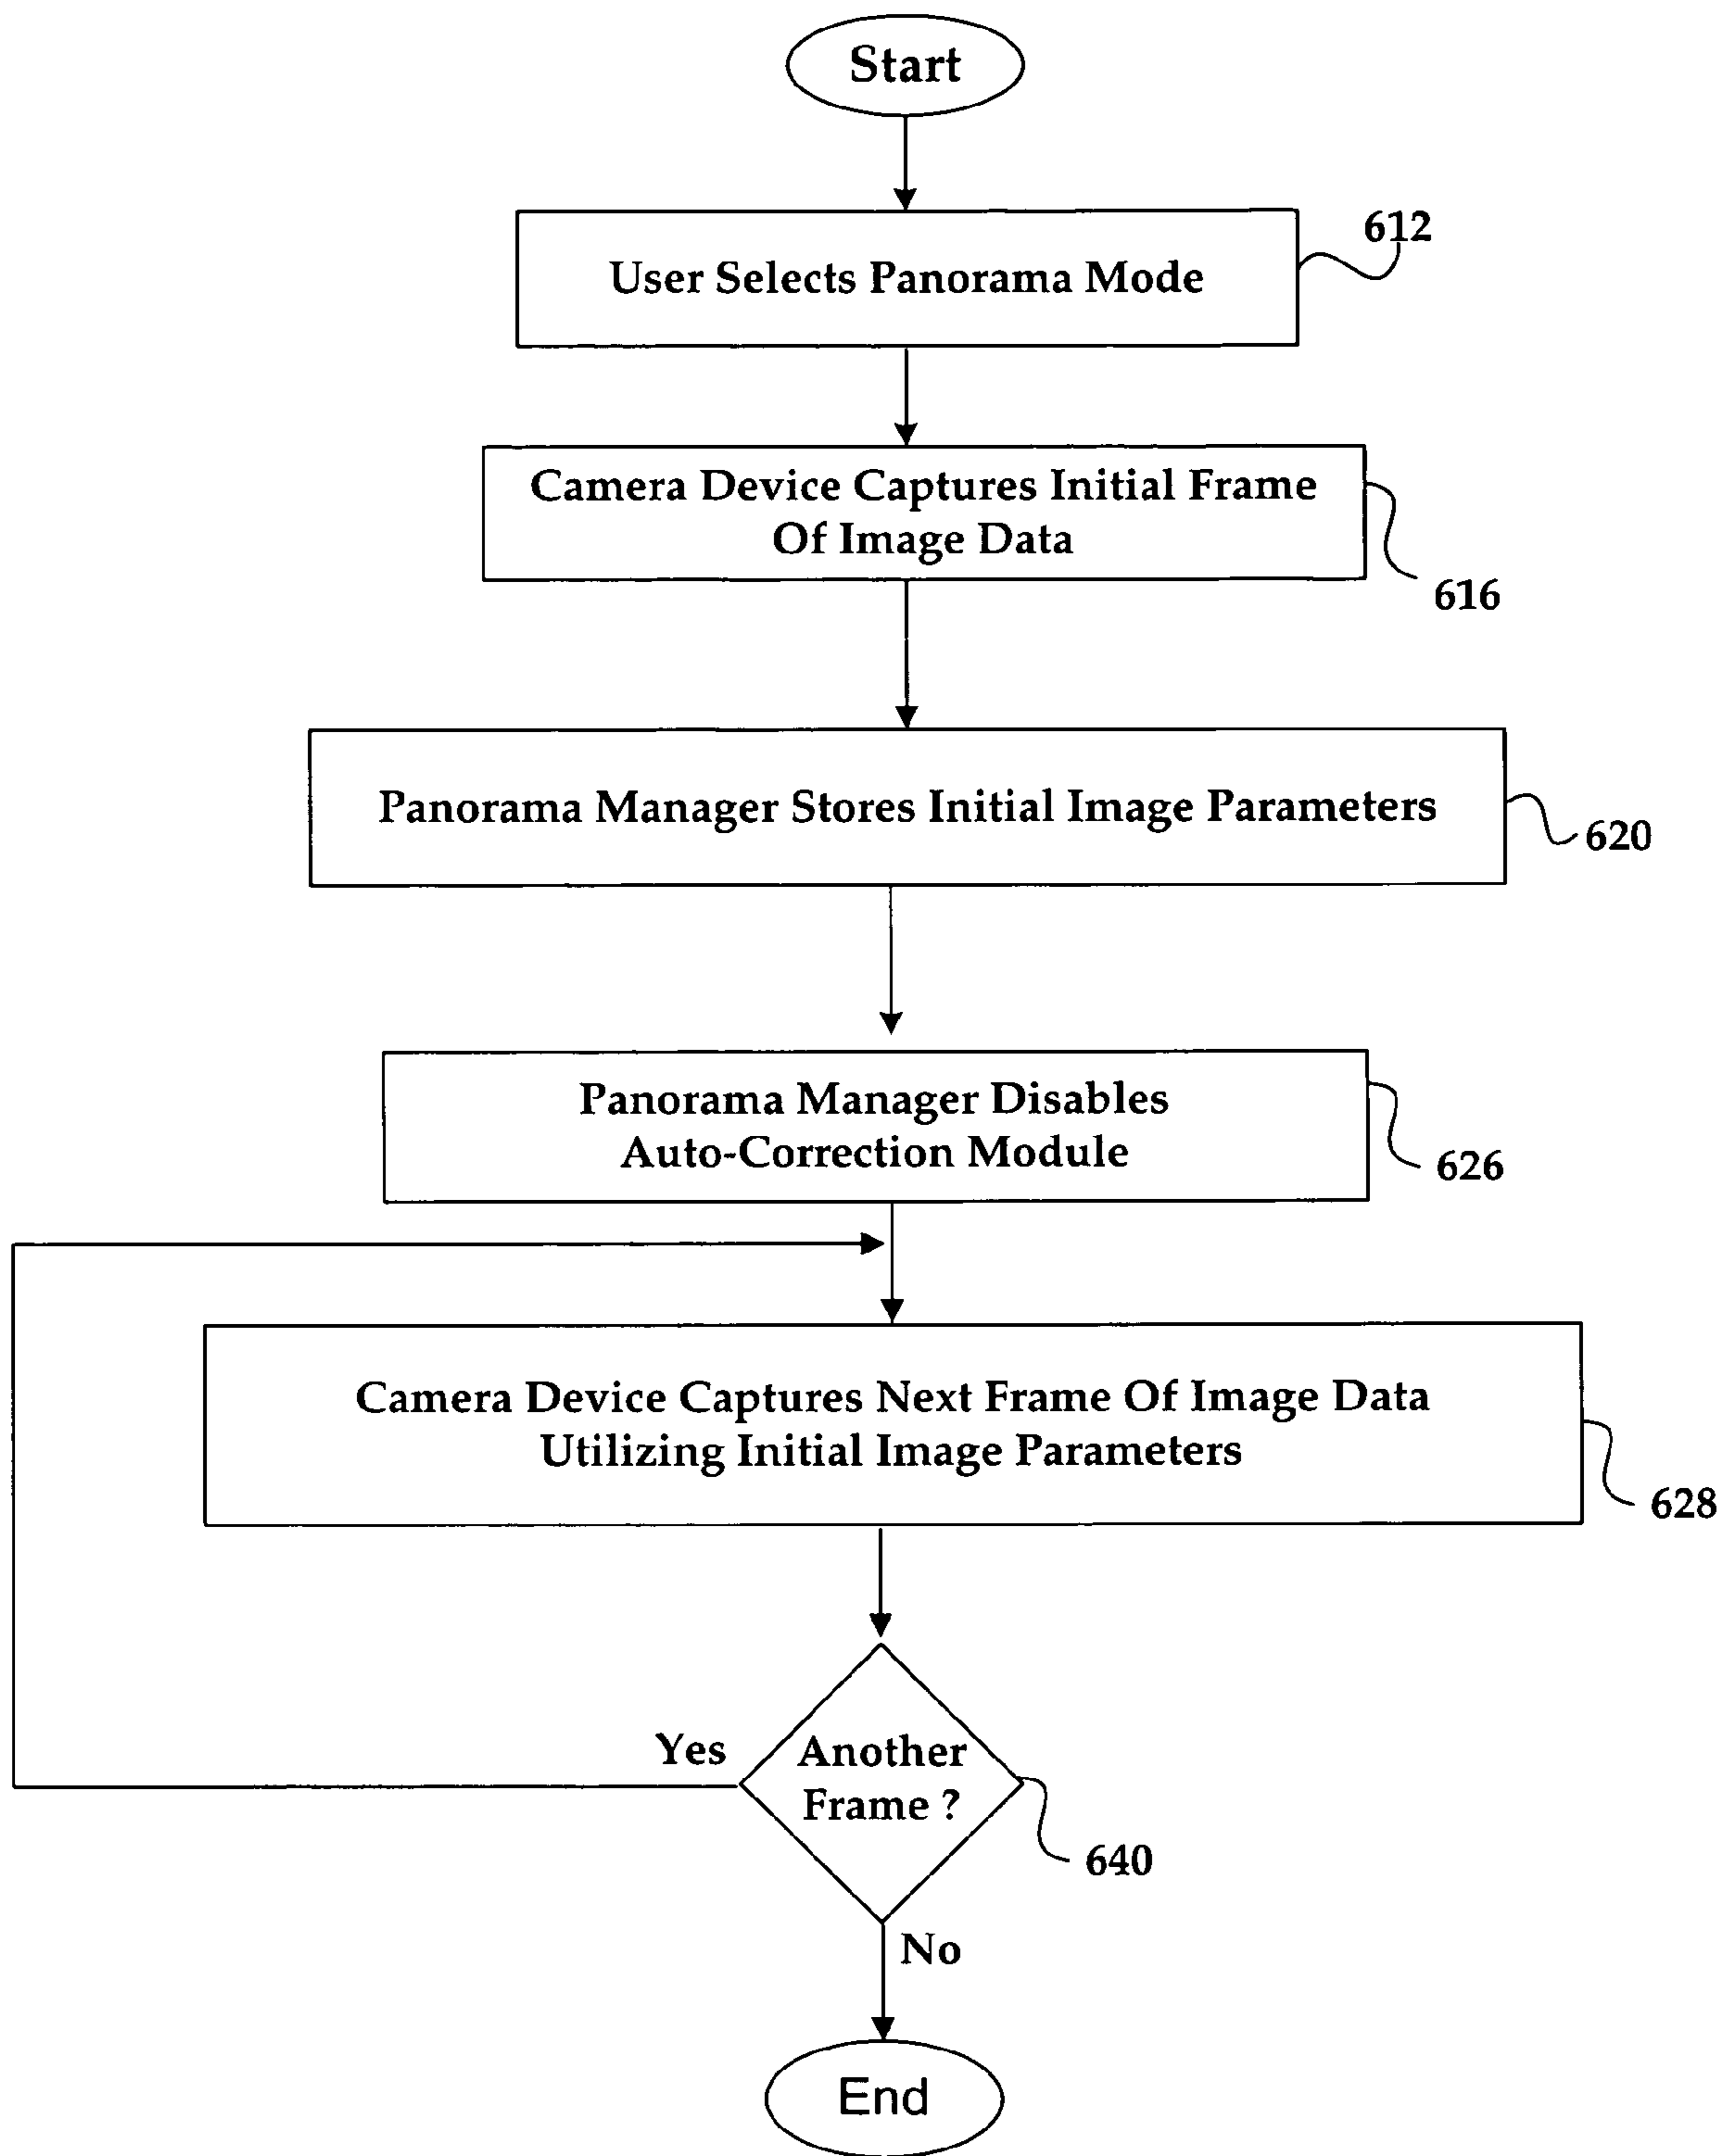 Start
User Selects Panorama Mode
612
Camera Device Captures Initial Frame
Of Image Data
616
Panorama Manager Stores Initial Image Parameters
620
Panorama Manager Disables
Auto-Correction Module
626
Camera Device Captures Next Frame Of Image Data
Utilizing Initial Image Parameters
628
Yes
Another
Frame ?
640
No
End